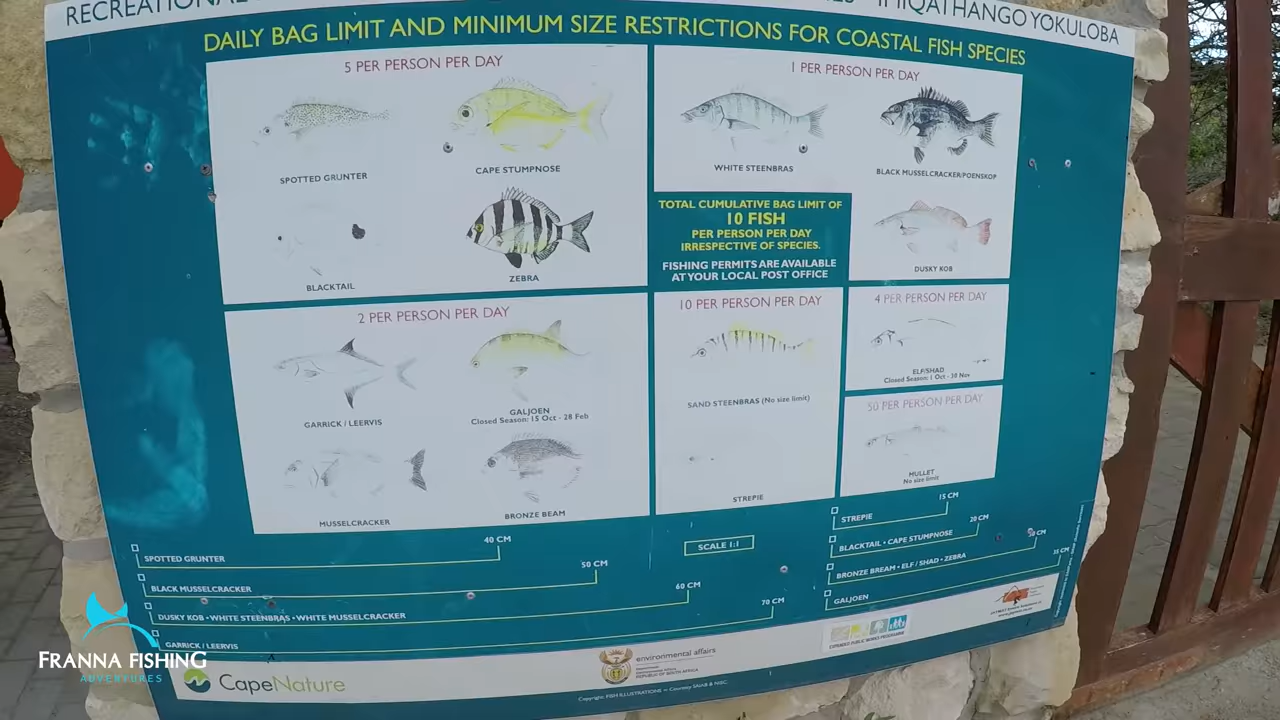 RECREATIONAL
IMIQATHANGO YOKULOBA
DAILY BAG LIMIT AND MINIMUM SIZE RESTRICTIONS FOR COASTAL FISH SPECIES
5 PER PERSON PER DAY
SPOTTED GRUNTER
CAPE STUMPNOSE
BLACKTAIL
ZEBRA
1 PER PERSON PER DAY
WHITE STEENBRAS
BLACK MUSSELCRACKER/POENSKOP
DUSKY KOB
TOTAL CUMULATIVE BAG LIMIT OF
10 FISH
PER PERSON PER DAY
IRRESPECTIVE OF SPECIES.
FISHING PERMITS ARE AVAILABLE
AT YOUR LOCAL POST OFFICE
2 PER PERSON PER DAY
GARRICK / LEERVIS
GALJOEN
Closed Season: 15 Oct - 28 Feb
MUSSELCRACKER
BRONZE BEAM
10 PER PERSON PER DAY
SAND STEENBRAS (No size limit)
STREPIE
4 PER PERSON PER DAY
ELF/SHAD
Closed Season: 1 Oct - 30 Nov
50 PER PERSON PER DAY
MULLET
No size limit
SPOTTED GRUNTER 40 CM
BLACK MUSSELCRACKER 50 CM
DUSKY KOB • WHITE STEENBRAS • WHITE MUSSELCRACKER 60 CM
GARRICK / LEERVIS 70 CM
SCALE 1:1
STREPIE 15 CM
BLACKTAIL • CAPE STUMPNOSE 20 CM
BRONZE BREAM • ELF / SHAD • ZEBRA 30 CM
GALJOEN 35 CM
CapeNature
environmental affairs
Department:
Environmental Affairs
REPUBLIC OF SOUTH AFRICA
EXPANDED PUBLIC WORKS PROGRAMME
Copyright: FISH ILLUSTRATIONS — Courtesy SAIAB & NISC
FRANNA FISHING
ADVENTURES